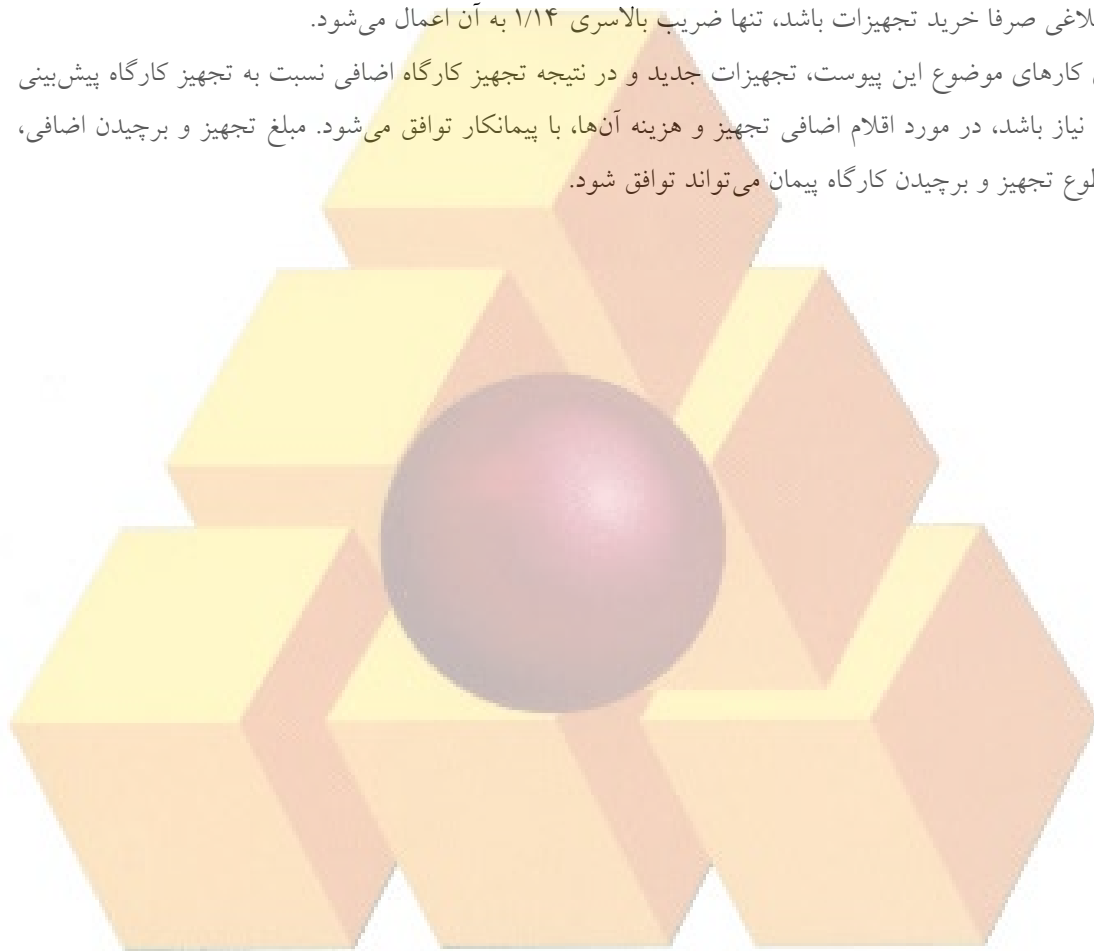 لاغی صرفا خرید تجهیزات باشد، تنها ضریب بالاسری ۱/۱۴ به آن اعمال می‌شود.
کارهای موضوع این پیوست، تجهیزات جدید و در نتیجه تجهیز کارگاه اضافی نسبت به تجهیز کارگاه پیش‌بینی
نیاز باشد، در مورد اقلام اضافی تجهیز و هزینه آن‌ها، با پیمانکار توافق می‌شود. مبلغ تجهیز و برچیدن اضافی،
طوع تجهیز و برچیدن کارگاه پیمان می‌تواند توافق شود.